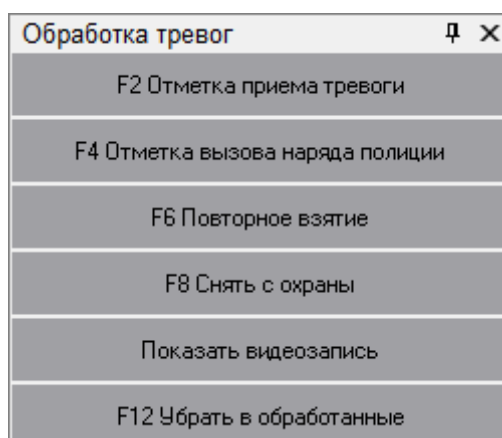 Обработка тревог
F2 Отметка приема тревоги
F4 Отметка вызова наряда полиции
F6 Повторное взятие
F8 Снять с охраны
Показать видеозапись
F12 Убрать в обработанные